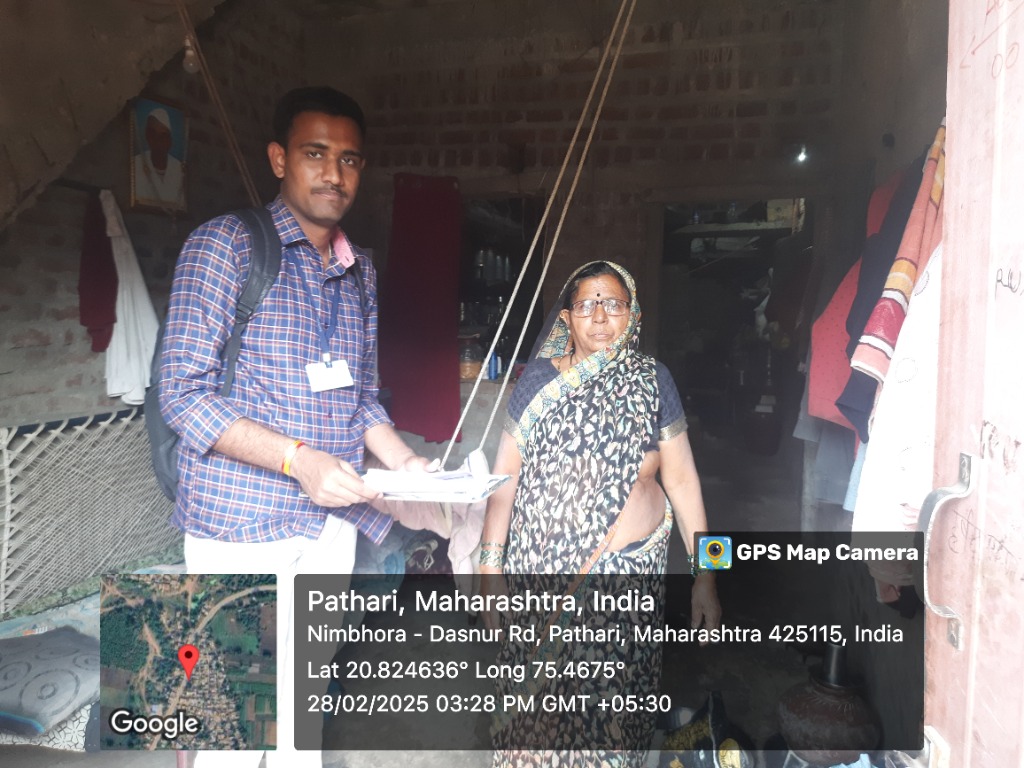 GPS Map Camera
Pathari, Maharashtra, India
Nimbhora - Dasnur Rd, Pathari, Maharashtra 425115, India
Lat 20.824636° Long 75.4675°
28/02/2025 03:28 PM GMT +05:30
Google